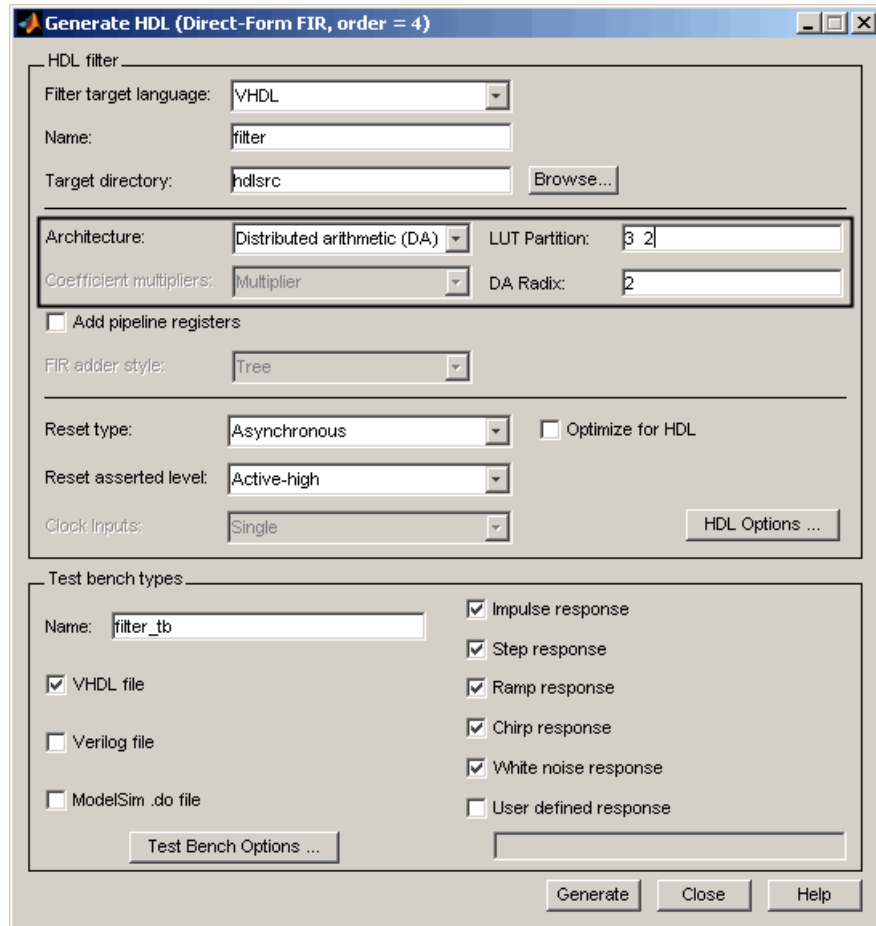 Generate HDL (Direct-Form FIR, order = 4)
HDL filter
Filter target language: VHDL
Name: filter
Target directory: hdlsrc Browse...
Architecture: Distributed arithmetic (DA) LUT Partition: 3 2
Coefficient multipliers: Multiplier DA Radix: 2
Add pipeline registers
FIR adder style: Tree
Reset type: Asynchronous Optimize for HDL
Reset asserted level: Active-high
Clock Inputs: Single HDL Options ...
Test bench types
Name: filter_tb
Impulse response
Step response
VHDL file
Ramp response
Chirp response
Verilog file
White noise response
ModelSim .do file
User defined response
Test Bench Options ...
Generate Close Help